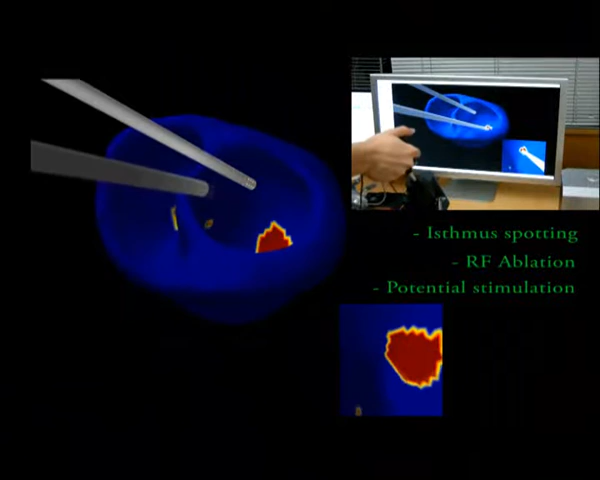 - Isthmus spotting
- RF Ablation
- Potential stimulation